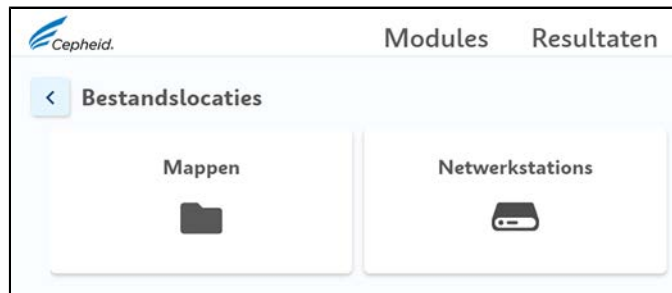 Cepheid.
Modules Resultaten
Bestandslocaties
Mappen
Netwerkstations